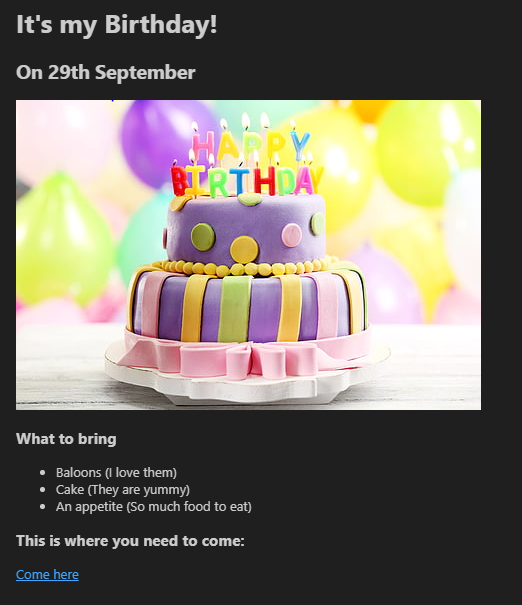 It's my Birthday!
On 29th September
HAPPY
BIRTHDAY
What to bring
Baloons (I love them)
Cake (They are yummy)
An appetite (So much food to eat)
This is where you need to come:
Come here